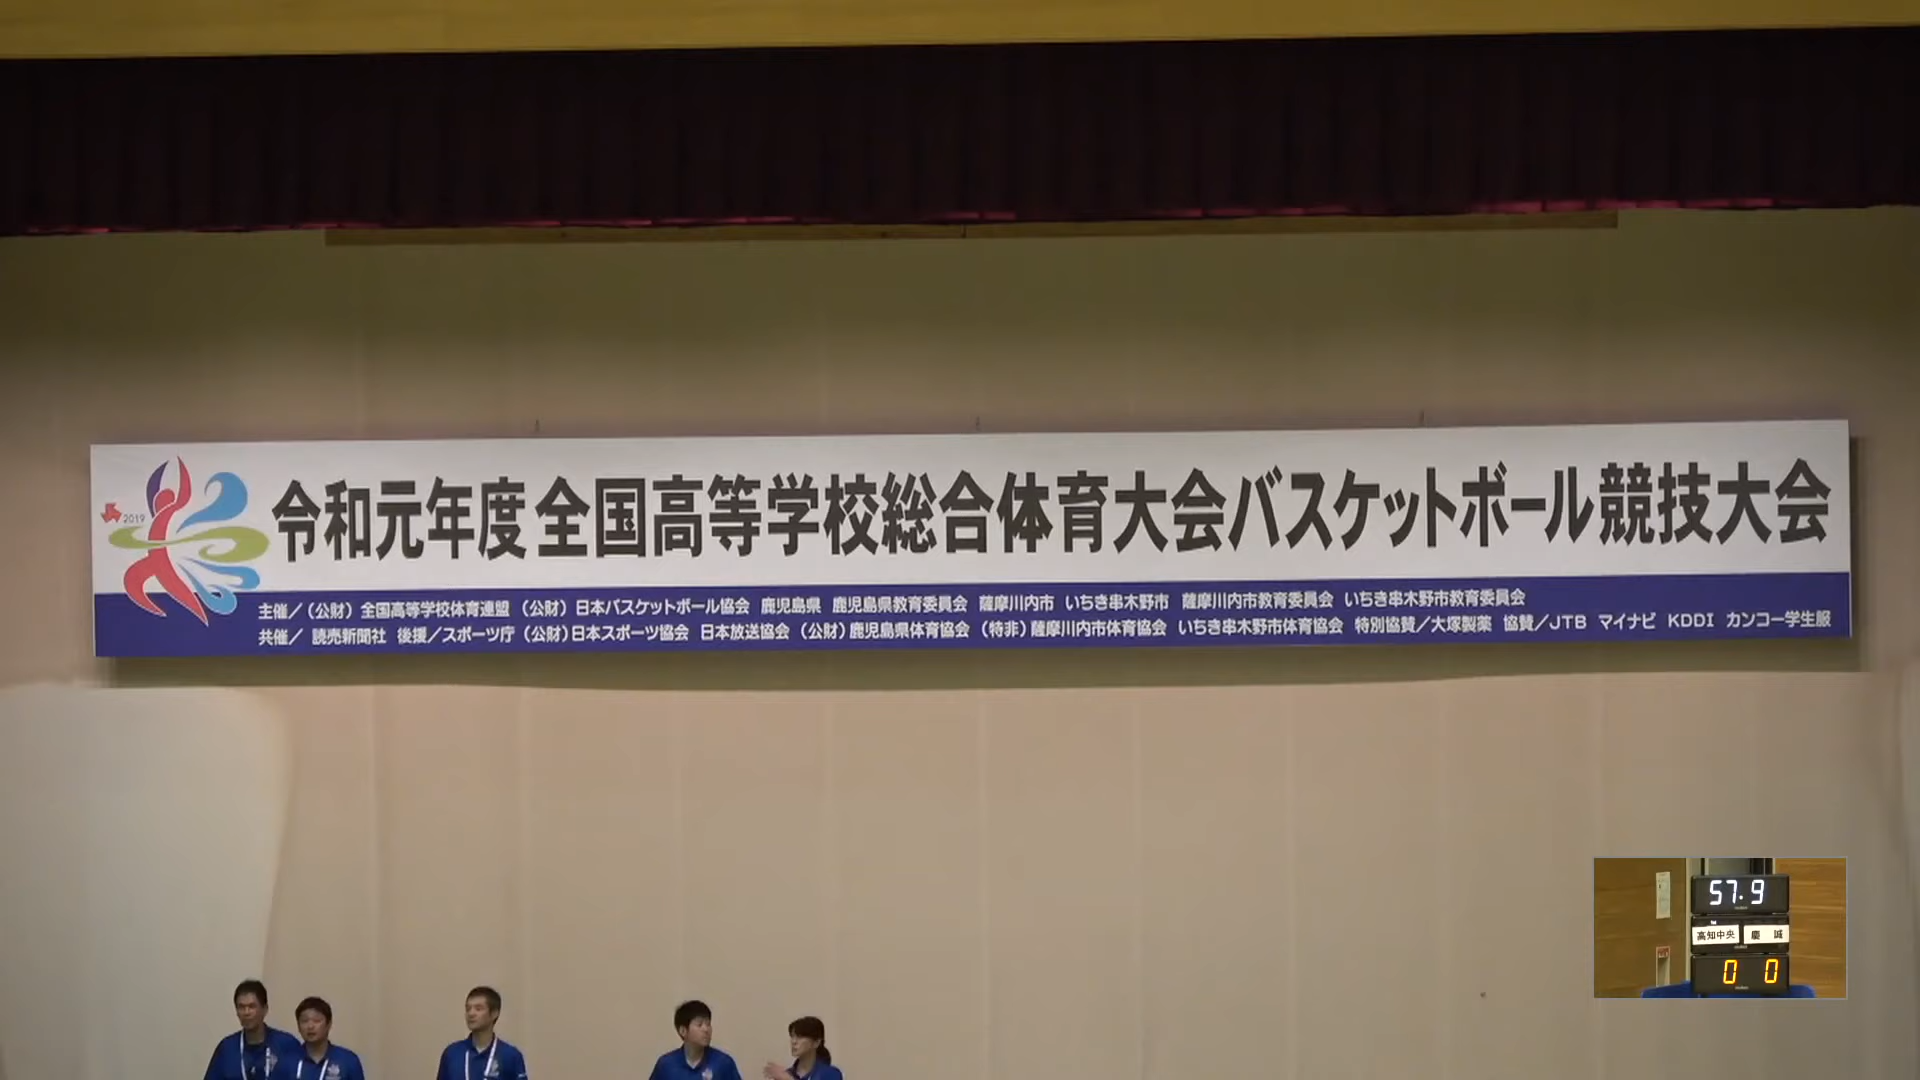 2019
令和元年度 全国高等学校総合体育大会バスケットボール競技大会
主催／(公財) 全国高等学校体育連盟 (公財) 日本バスケットボール協会 鹿児島県 鹿児島県教育委員会 薩摩川内市 いちき串木野市 薩摩川内市教育委員会 いちき串木野市教育委員会
共催／ 読売新聞社 後援／スポーツ庁 (公財) 日本スポーツ協会 日本放送協会 (公財) 鹿児島県体育協会 (特非) 薩摩川内市体育協会 いちき串木野市体育協会 特別協賛／大塚製薬 協賛／JTB マイナビ KDDI カンコー学生服
57.9
高知中央 慶 誠
0 0